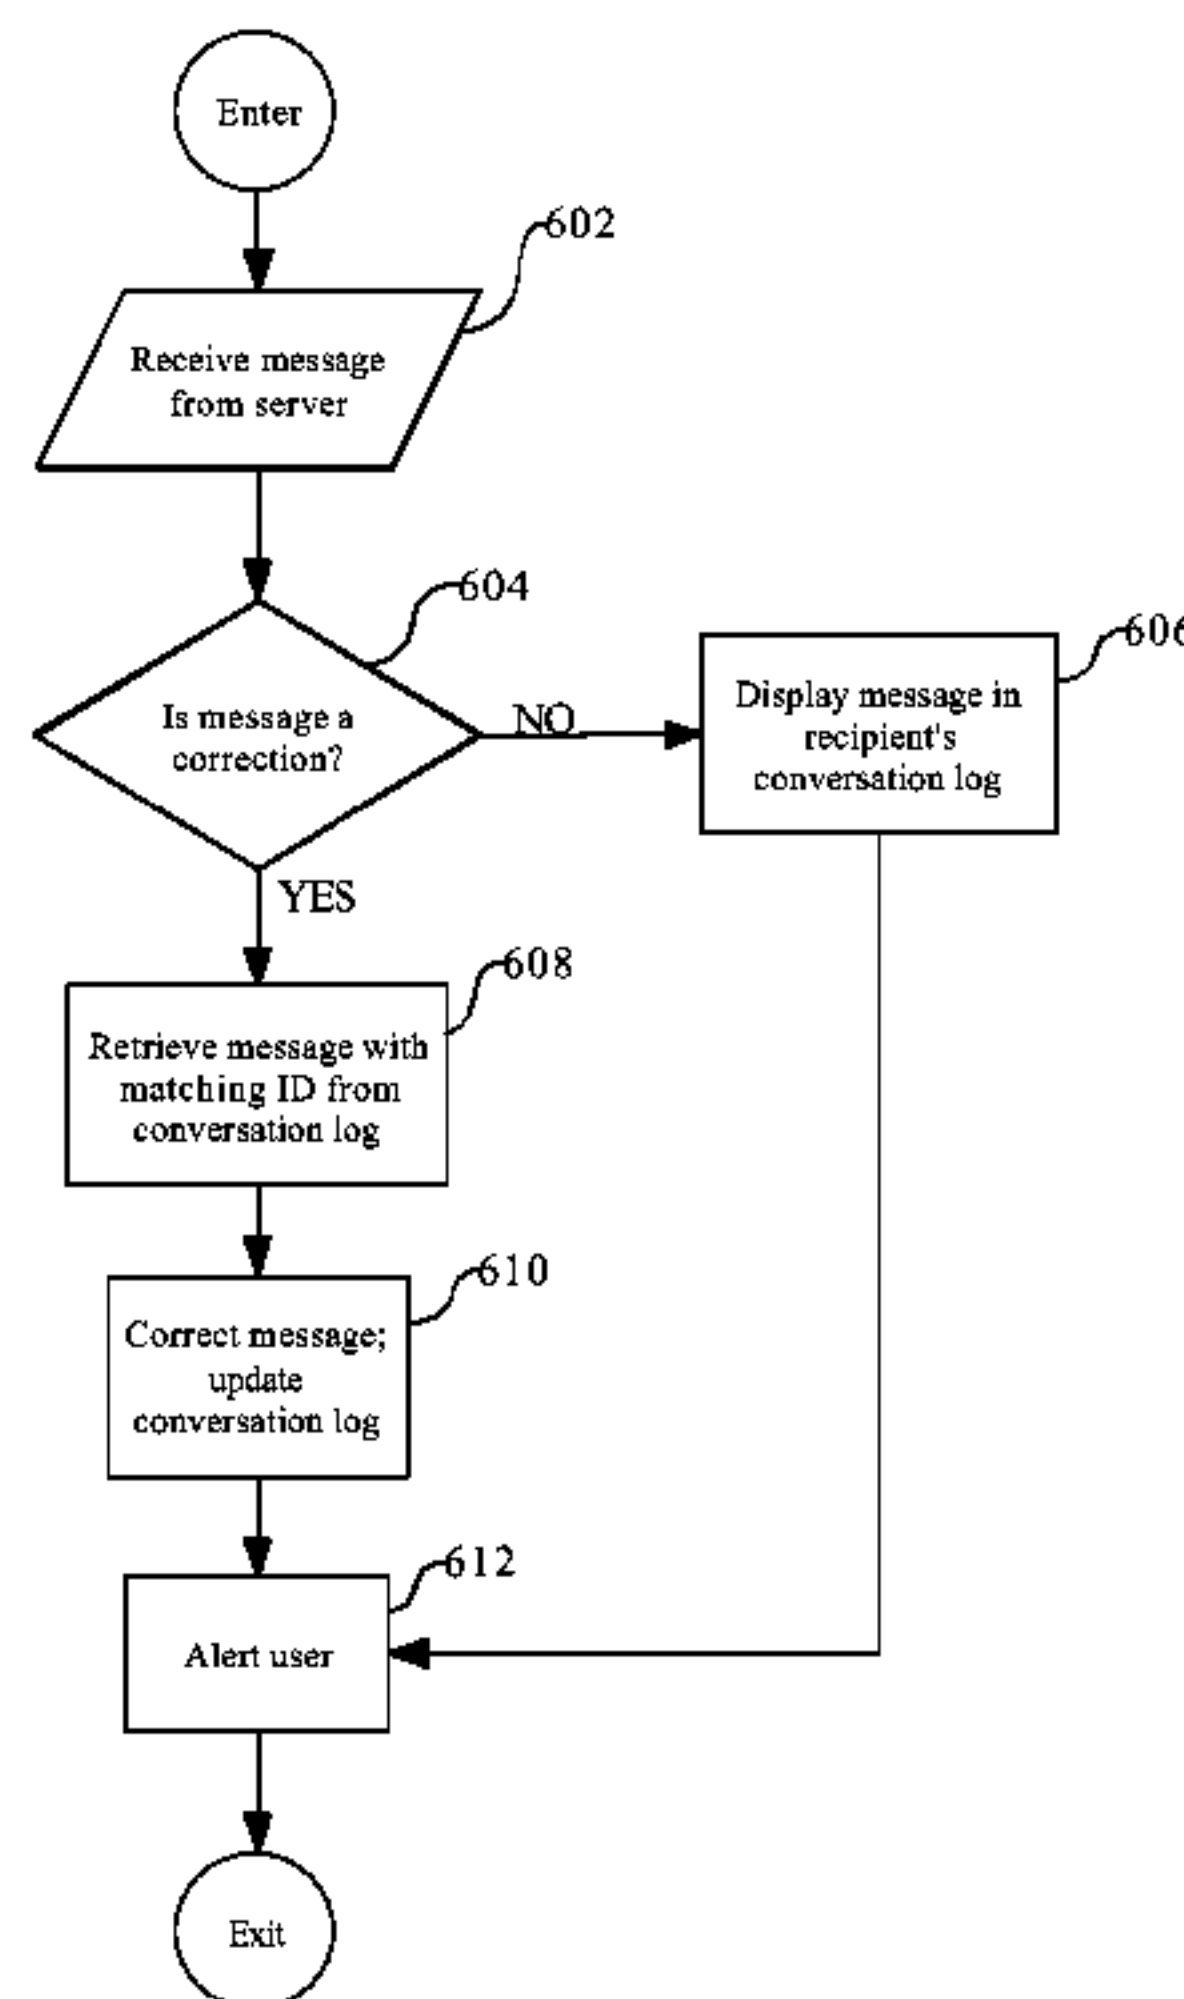 Enter
602
Receive message
from server
604
Is message a
correction?
NO
606
Display message in
recipient's
conversation log
YES
608
Retrieve message with
matching ID from
conversation log
610
Correct message;
update
conversation log
612
Alert user
Exit